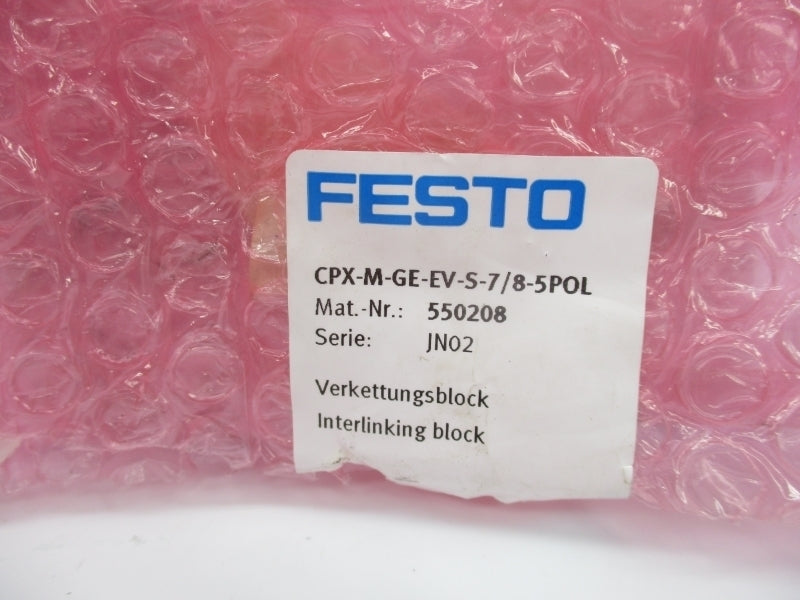 FESTO
CPX-M-GE-EV-S-7/8-5POL
Mat.-Nr.: 550208
Serie: JN02
Verkettungsblock
Interlinking block